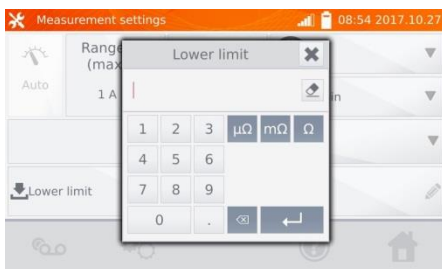 Measurement settings 08:54 2017.10.27
Range
(max
Lower limit
Auto
1 A
in
1 2 3 µΩ mΩ Ω
4 5 6
7 8 9
Lower limit
0 .